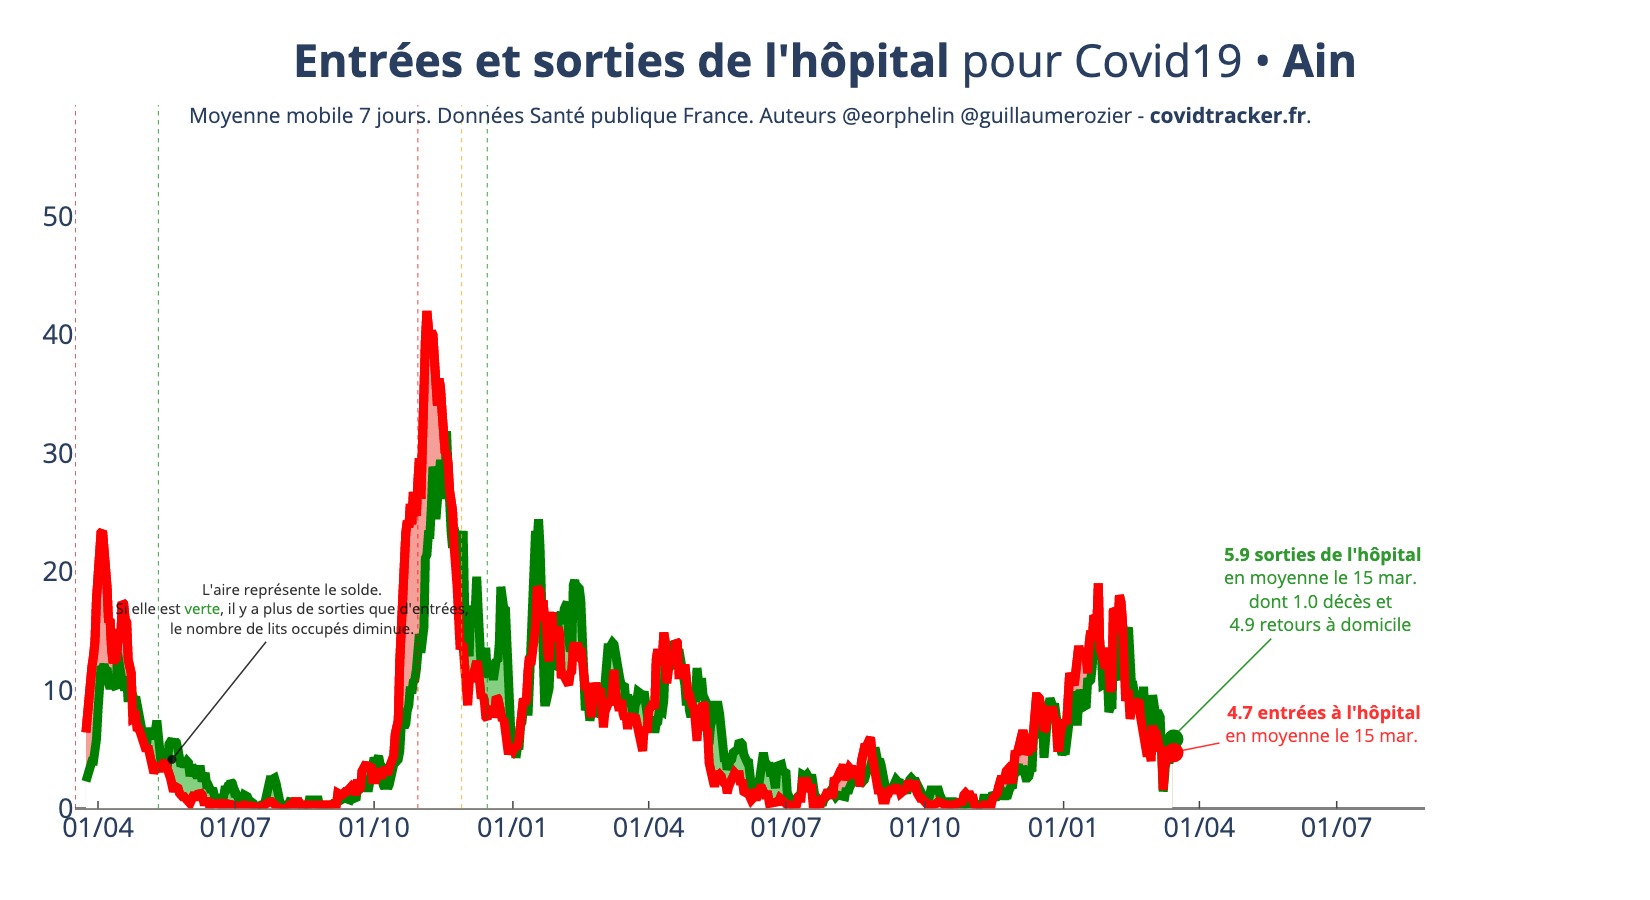 Entrées et sorties de l'hôpital pour Covid19 • Ain
Moyenne mobile 7 jours. Données Santé publique France. Auteurs @eorphelin @guillaumerozier - covidtracker.fr.
50
40
30
20
10
0
L'aire représente le solde.
Si elle est verte, il y a plus de sorties que d'entrées,
le nombre de lits occupés diminue.
5.9 sorties de l'hôpital
en moyenne le 15 mar.
dont 1.0 décès et
4.9 retours à domicile
4.7 entrées à l'hôpital
en moyenne le 15 mar.
01/04 01/07 01/10 01/01 01/04 01/07 01/10 01/01 01/04 01/07